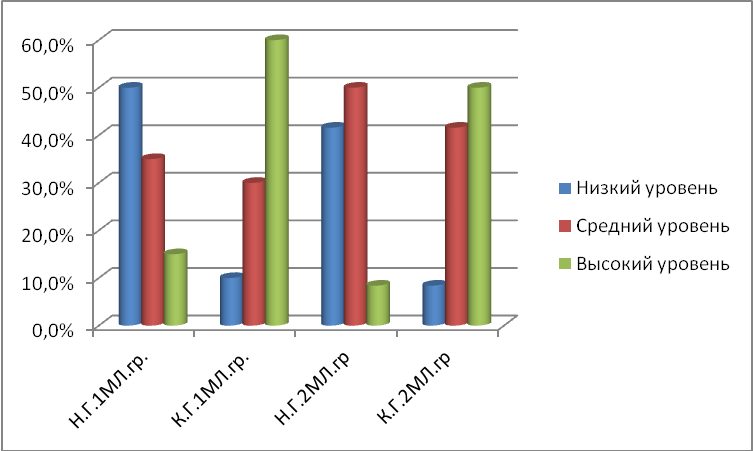 60,0%
50,0%
40,0%
30,0%
20,0%
10,0%
0,0%
Н.Г.1МЛ.гр.
К.Г.1МЛ.гр.
Н.Г.2МЛ.гр
К.Г.2МЛ.гр
Низкий уровень
Средний уровень
Высокий уровень